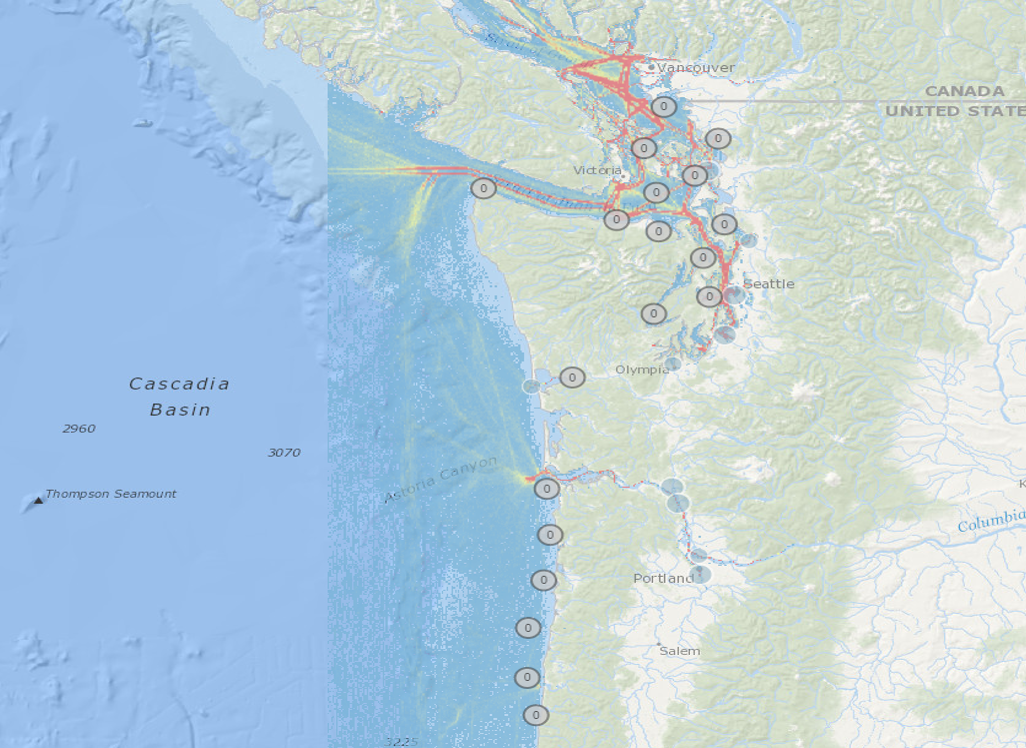 Vancouver
CANADA
UNITED STATE
0
0
0
Victoria
0
0
0
0
0
0
0
Seattle
0
0
Olympia
0
Cascadia
Basin
2960
3070
Astoria Canyon
Thompson Seamount
0
Columbia
0
Portland
0
0
Salem
0
0
3225